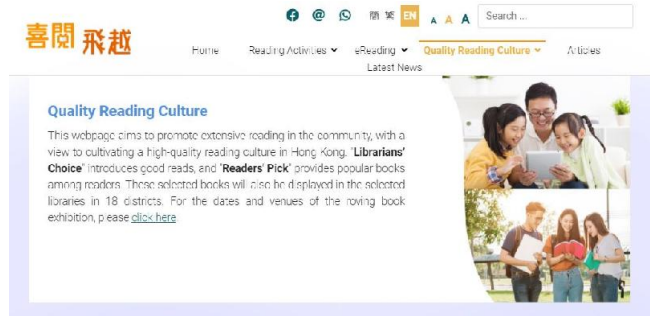 喜閱 飛越
簡 繁 EN A A A Search ...
Home Reading Activities eReading Quality Reading Culture Articles
Latest News
Quality Reading Culture
This webpage aims to promote extensive reading in the community, with a
view to cultivating a high-quality reading culture in Hong Kong. "Librarians'
Choice" introduces good reads, and "Readers' Pick" provides popular books
among readers. These selected books will also be displayed in the selected
libraries in 18 districts. For the dates and venues of the roving book
exhibition, please click here